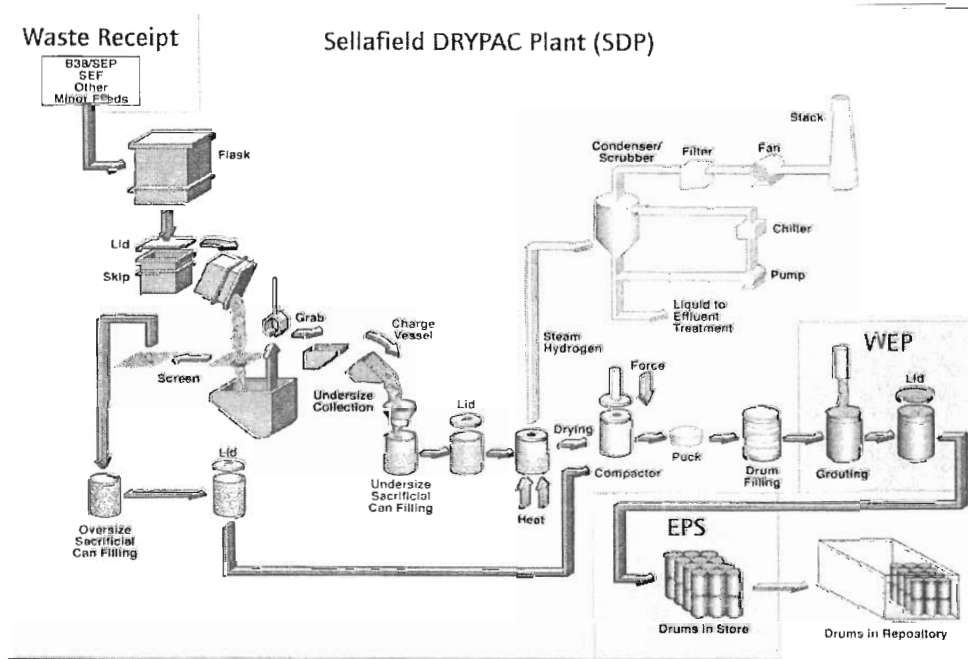 Waste Receipt
Sellafield DRYPAC Plant (SDP)
B38/SEP
SEF
Other
Minor Feeds
Flask
Stack
Condenser/
Scrubber
Filter
Fan
Lid
Skip
Chiller
Pump
Grab
Charge
Vessel
Liquid to
Effluent
Treatment
Steam
Hydrogen
Screen
Undersize
Collection
Force
WEP
Lid
Lid
Lid
Drying
Puck
Compactor
Drum
Filling
Grouting
Undersize
Sacrificial
Can Filling
Heat
Oversize
Sacrificial
Can Filling
EPS
Drums in Store
Drums in Repository